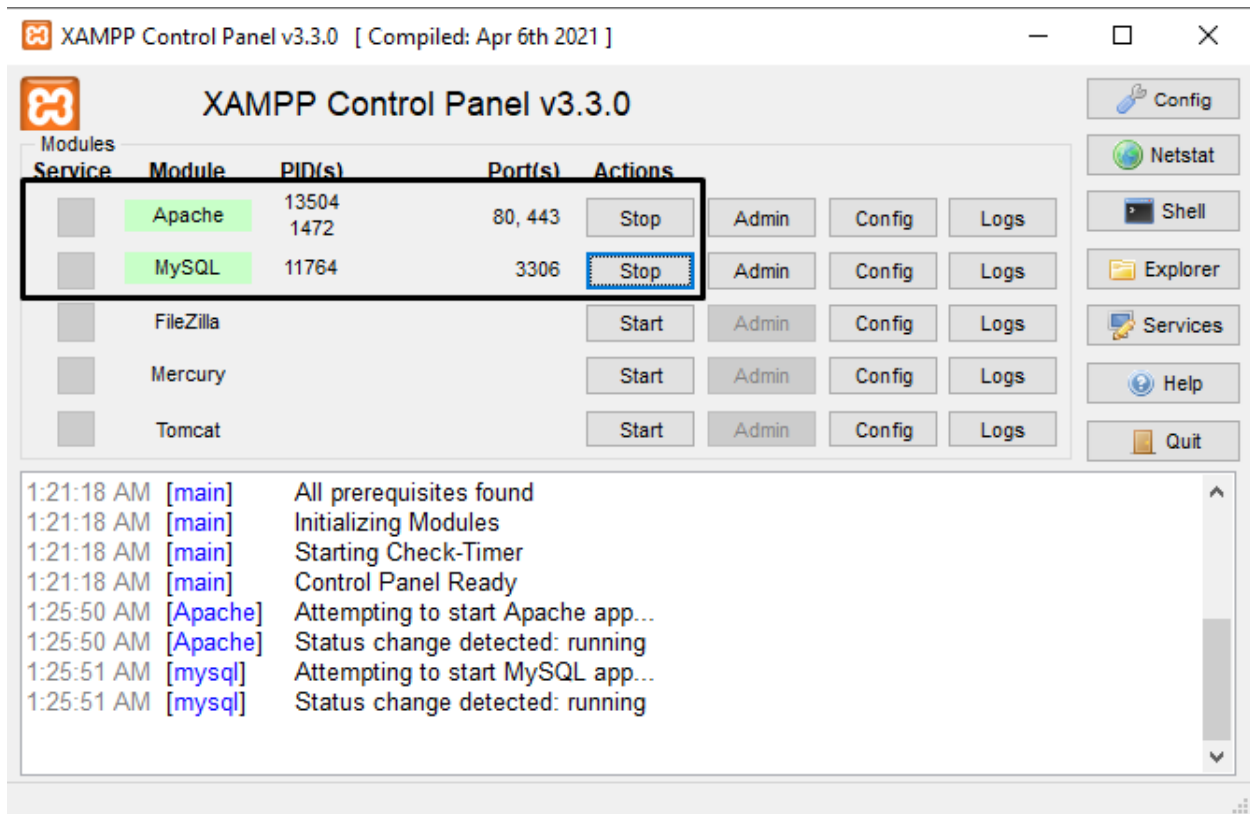 XAMPP Control Panel v3.3.0 [ Compiled: Apr 6th 2021 ]
XAMPP Control Panel v3.3.0
Config
Modules
Netstat
Service Module PID(s) Port(s) Actions
Apache 13504 1472 80, 443 Stop Admin Config Logs
Shell
MySQL 11764 3306 Stop Admin Config Logs
Explorer
FileZilla Start Admin Config Logs
Services
Mercury Start Admin Config Logs
Help
Tomcat Start Admin Config Logs
Quit
1:21:18 AM [main] All prerequisites found
1:21:18 AM [main] Initializing Modules
1:21:18 AM [main] Starting Check-Timer
1:21:18 AM [main] Control Panel Ready
1:25:50 AM [Apache] Attempting to start Apache app...
1:25:50 AM [Apache] Status change detected: running
1:25:51 AM [mysql] Attempting to start MySQL app...
1:25:51 AM [mysql] Status change detected: running